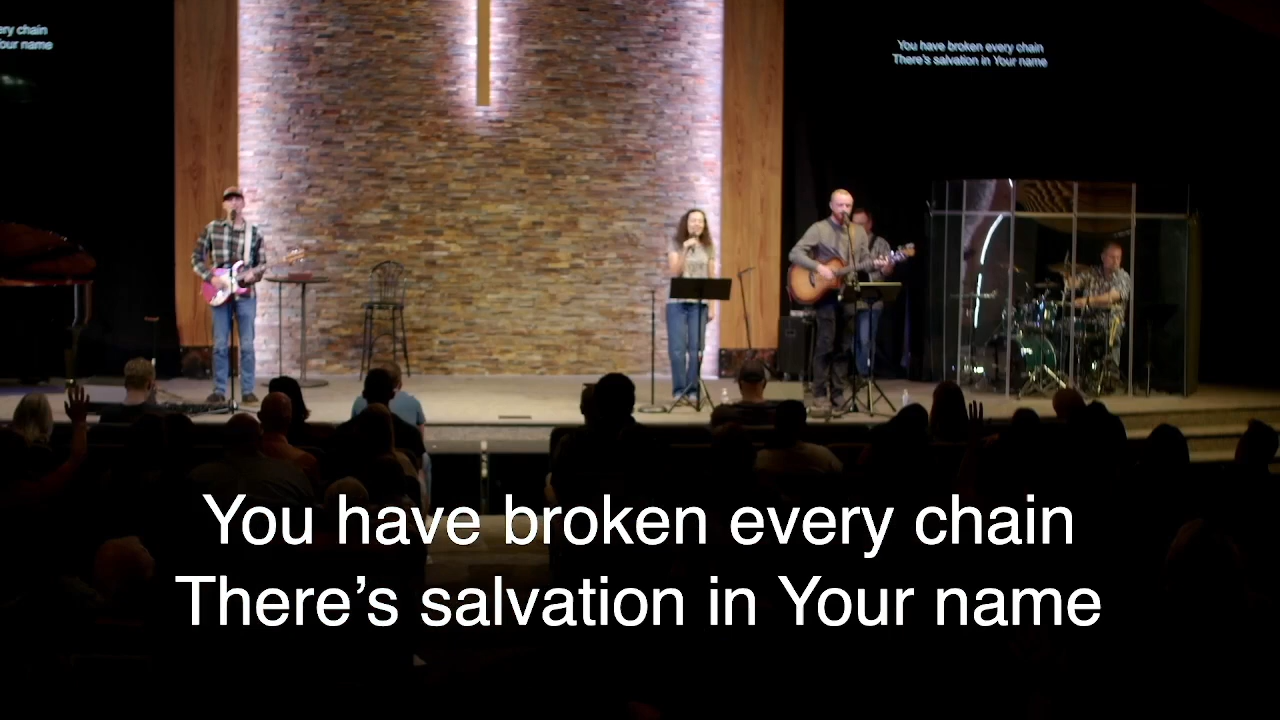 ery chain
Your name
You have broken every chain
There's salvation in Your name
You have broken every chain
There’s salvation in Your name